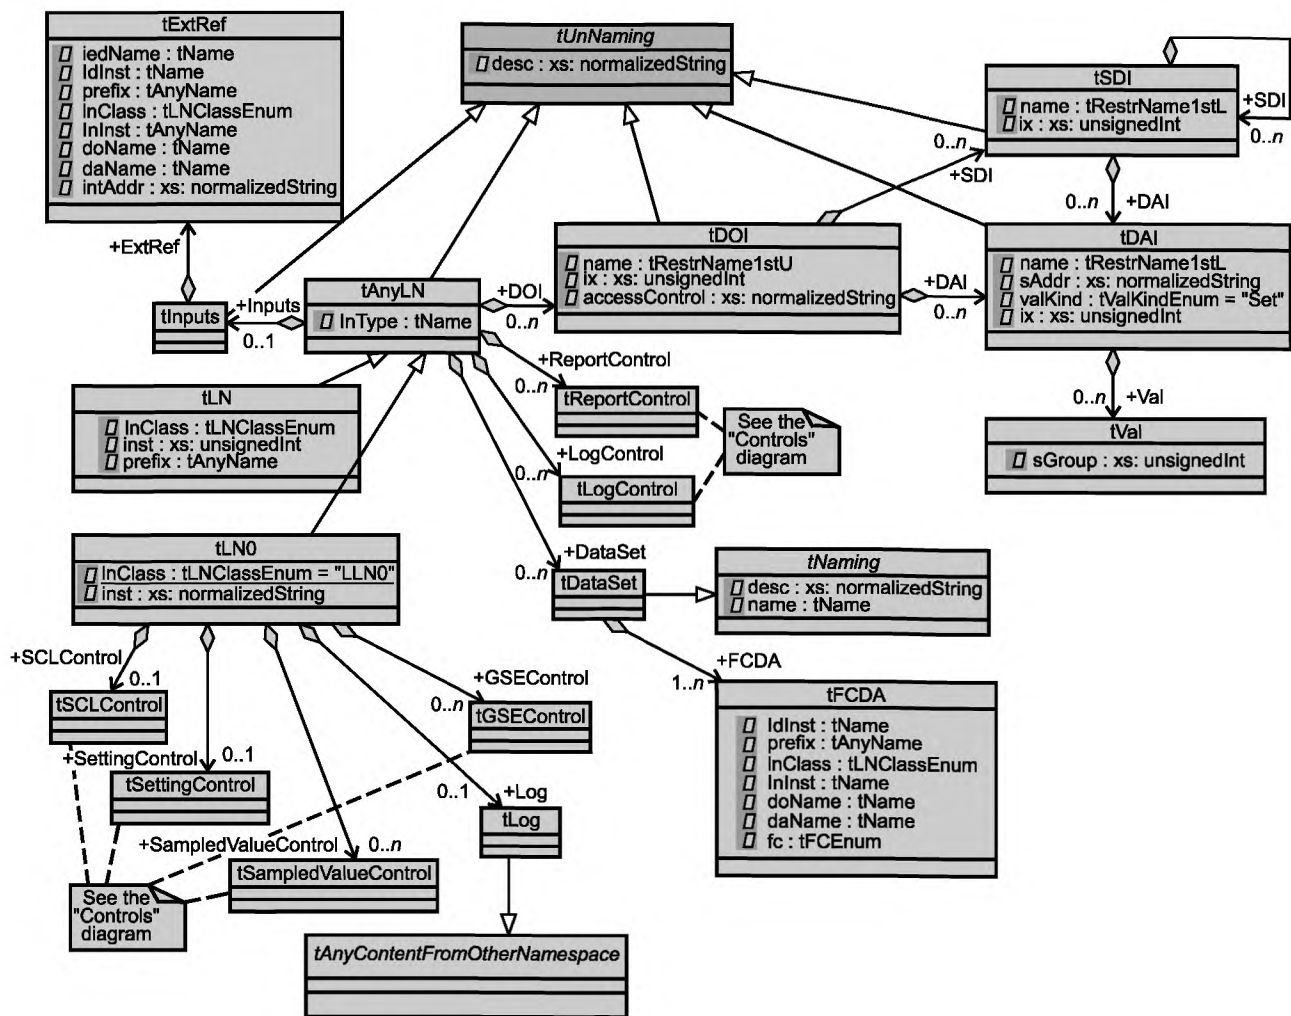 tExtRef
iedName : tName
ldInst : tName
prefix : tAnyName
lnClass : tLNClassEnum
lnInst : tAnyName
doName : tName
daName : tName
intAddr : xs: normalizedString
tUnNaming
desc : xs: normalizedString
tSDI
name : tRestrName1stL
ix : xs: unsignedInt
+SDI
0..n
0..n
+SDI
0..n
+DAI
+ExtRef
tInputs
+Inputs
0..1
tAnyLN
lnType : tName
+DOI
0..n
tDOI
name : tRestrName1stU
ix : xs: unsignedInt
accessControl : xs: normalizedString
+DAI
0..n
tDAI
name : tRestrName1stL
sAddr : xs: normalizedString
valKind : tValKindEnum = "Set"
ix : xs: unsignedInt
0..n
+Val
tVal
sGroup : xs: unsignedInt
+ReportControl
0..n
tReportControl
See the
"Controls"
diagram
+LogControl
0..n
tLogControl
tLN
lnClass : tLNClassEnum
inst : xs: unsignedInt
prefix : tAnyName
tLN0
lnClass : tLNClassEnum = "LLN0"
inst : xs: normalizedString
+DataSet
0..n
tDataSet
tNaming
desc : xs: normalizedString
name : tName
+FCDA
1..n
tFCDA
ldInst : tName
prefix : tAnyName
lnClass : tLNClassEnum
lnInst : tName
doName : tName
daName : tName
fc : tFCEnum
+SCLControl
0..1
tSCLControl
+GSEControl
0..n
tGSEControl
+SettingControl
0..1
tSettingControl
0..1
+Log
tLog
+SampledValueControl
0..n
tSampledValueControl
See the
"Controls"
diagram
tAnyContentFromOtherNamespace